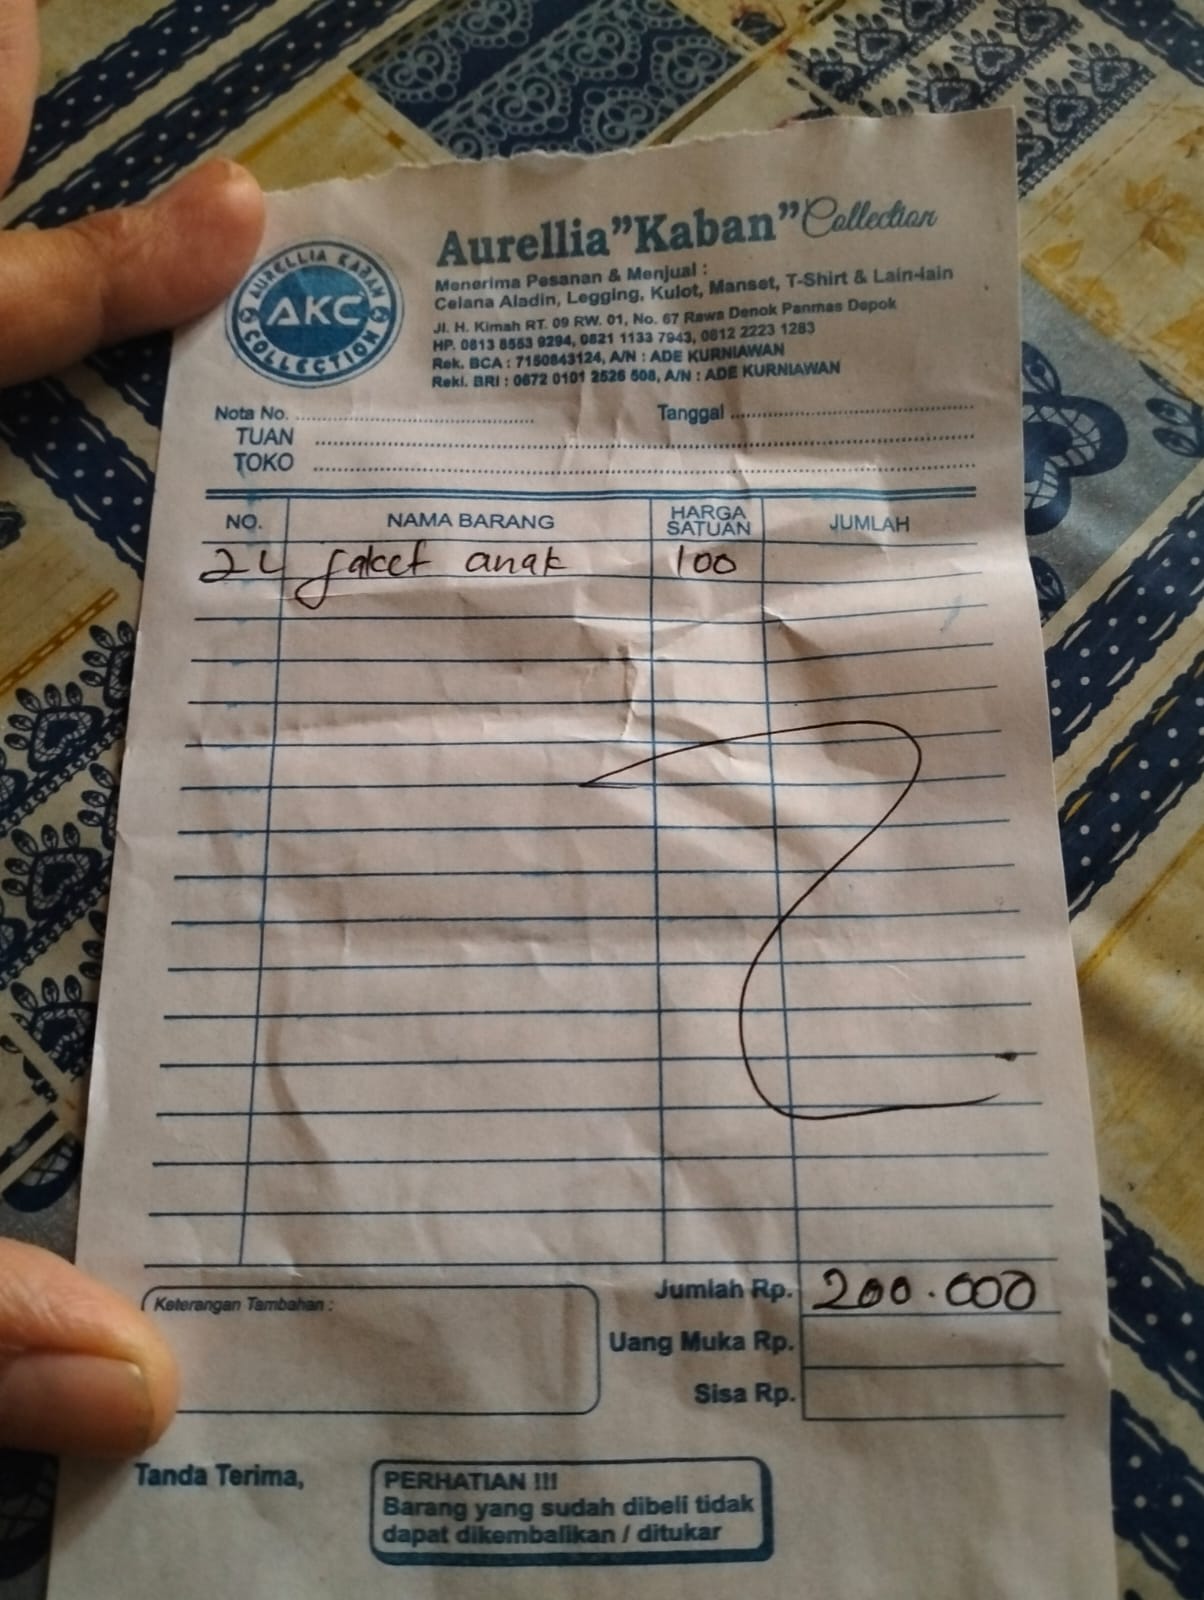 Aurellia"Kaban" Collection
AURELLIA KABAN
AKC
COLLECTION
Menerima Pesanan & Menjual :
Celana Aladin, Legging, Kulot, Manset, T-Shirt & Lain-lain
Jl. H. Kimah RT. 09 RW. 01, No. 67 Rawa Denok Panmas Depok
HP. 0813 8553 9294, 0821 1133 7943, 0812 2223 1283
Rek. BCA : 7150843124, A/N : ADE KURNIAWAN
Reki. BRI : 0672 0101 2526 508, A/N : ADE KURNIAWAN
Nota No. Tanggal
TUAN
TOKO
NO. NAMA BARANG HARGA SATUAN JUMLAH
2 jaket anak 100
Jumlah Rp. 200.000
Keterangan Tambahan :
Uang Muka Rp.
Sisa Rp.
Tanda Terima,
PERHATIAN !!!
Barang yang sudah dibeli tidak
dapat dikembalikan / ditukar